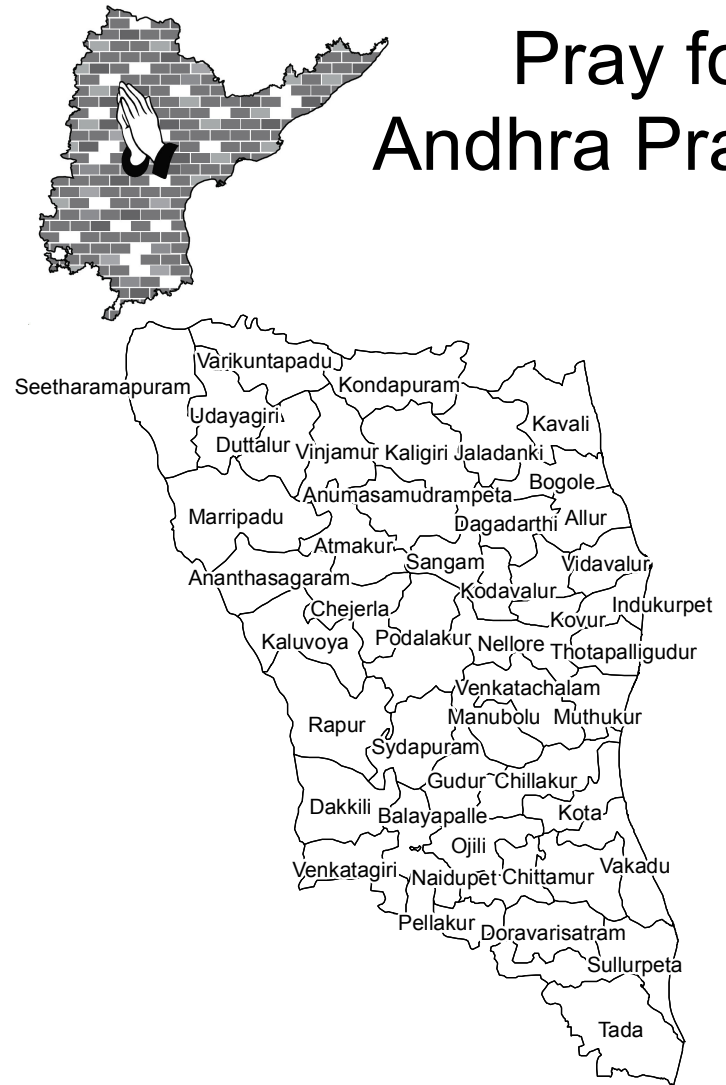 Pray fo
Andhra Pra
Varikuntapadu
Seetharamapuram
Kondapuram
Udayagiri
Kavali
Duttalur
Vinjamur
Kaligiri
Jaladanki
Bogole
Anumasamudrampeta
Marripadu
Dagadarthi
Allur
Atmakur
Sangam
Vidavalur
Ananthasagaram
Kodavalur
Chejerla
Indukurpet
Kovur
Kaluvoya
Podalakur
Nellore
Thotapalligudur
Venkatachalam
Rapur
Manubolu
Muthukur
Sydapuram
Gudur
Chillakur
Dakkili
Balayapalle
Kota
Ojili
Venkatagiri
Naidupet
Chittamur
Vakadu
Pellakur
Doravarisatram
Sullurpeta
Tada